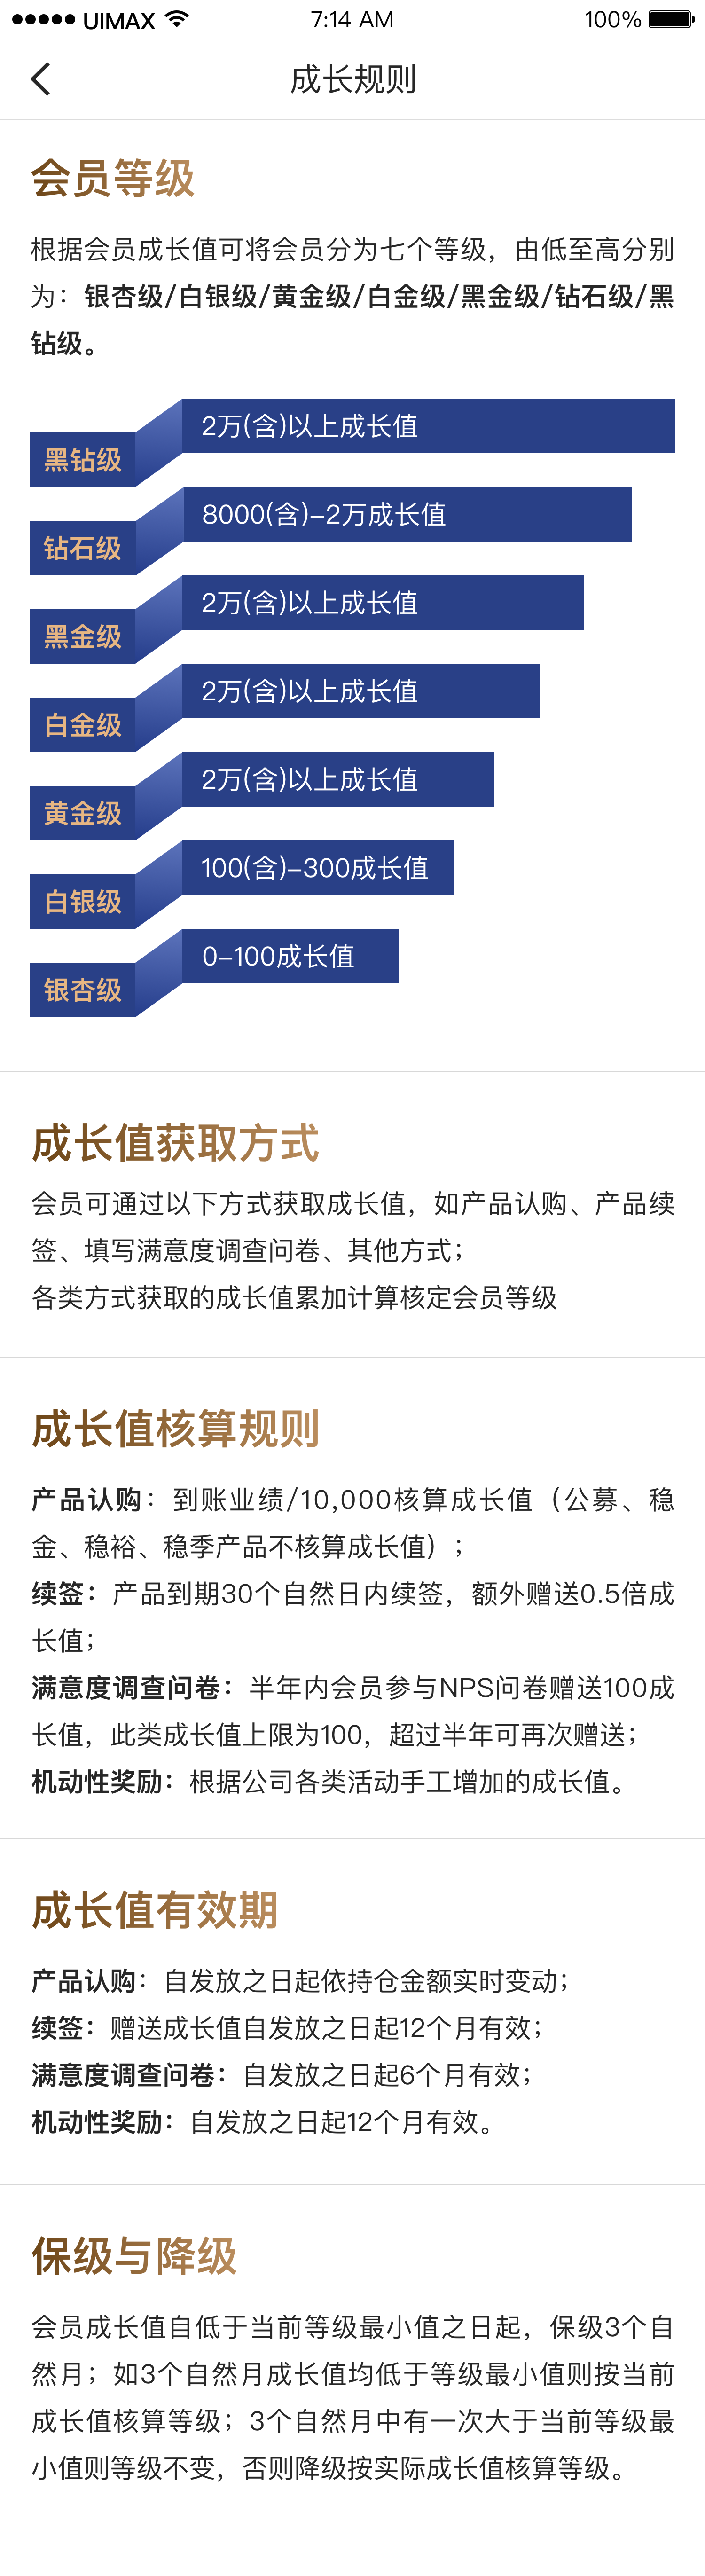 UIMAX 7:14 AM 100%
成长规则
会员等级
根据会员成长值可将会员分为七个等级，由低至高分别
为：银杏级/白银级/黄金级/白金级/黑金级/钻石级/黑
钻级。
2万(含)以上成长值
黑钻级
8000(含)–2万成长值
钻石级
2万(含)以上成长值
黑金级
2万(含)以上成长值
白金级
2万(含)以上成长值
黄金级
100(含)–300成长值
白银级
0–100成长值
银杏级
成长值获取方式
会员可通过以下方式获取成长值，如产品认购、产品续
签、填写满意度调查问卷、其他方式；
各类方式获取的成长值累加计算核定会员等级
成长值核算规则
产品认购：到账业绩/10,000核算成长值（公募、稳
金、稳裕、稳季产品不核算成长值）；
续签：产品到期30个自然日内续签，额外赠送0.5倍成
长值；
满意度调查问卷：半年内会员参与NPS问卷赠送100成
长值，此类成长值上限为100，超过半年可再次赠送；
机动性奖励：根据公司各类活动手工增加的成长值。
成长值有效期
产品认购：自发放之日起依持仓金额实时变动；
续签：赠送成长值自发放之日起12个月有效；
满意度调查问卷：自发放之日起6个月有效；
机动性奖励：自发放之日起12个月有效。
保级与降级
会员成长值自低于当前等级最小值之日起，保级3个自
然月；如3个自然月成长值均低于等级最小值则按当前
成长值核算等级；3个自然月中有一次大于当前等级最
小值则等级不变，否则降级按实际成长值核算等级。